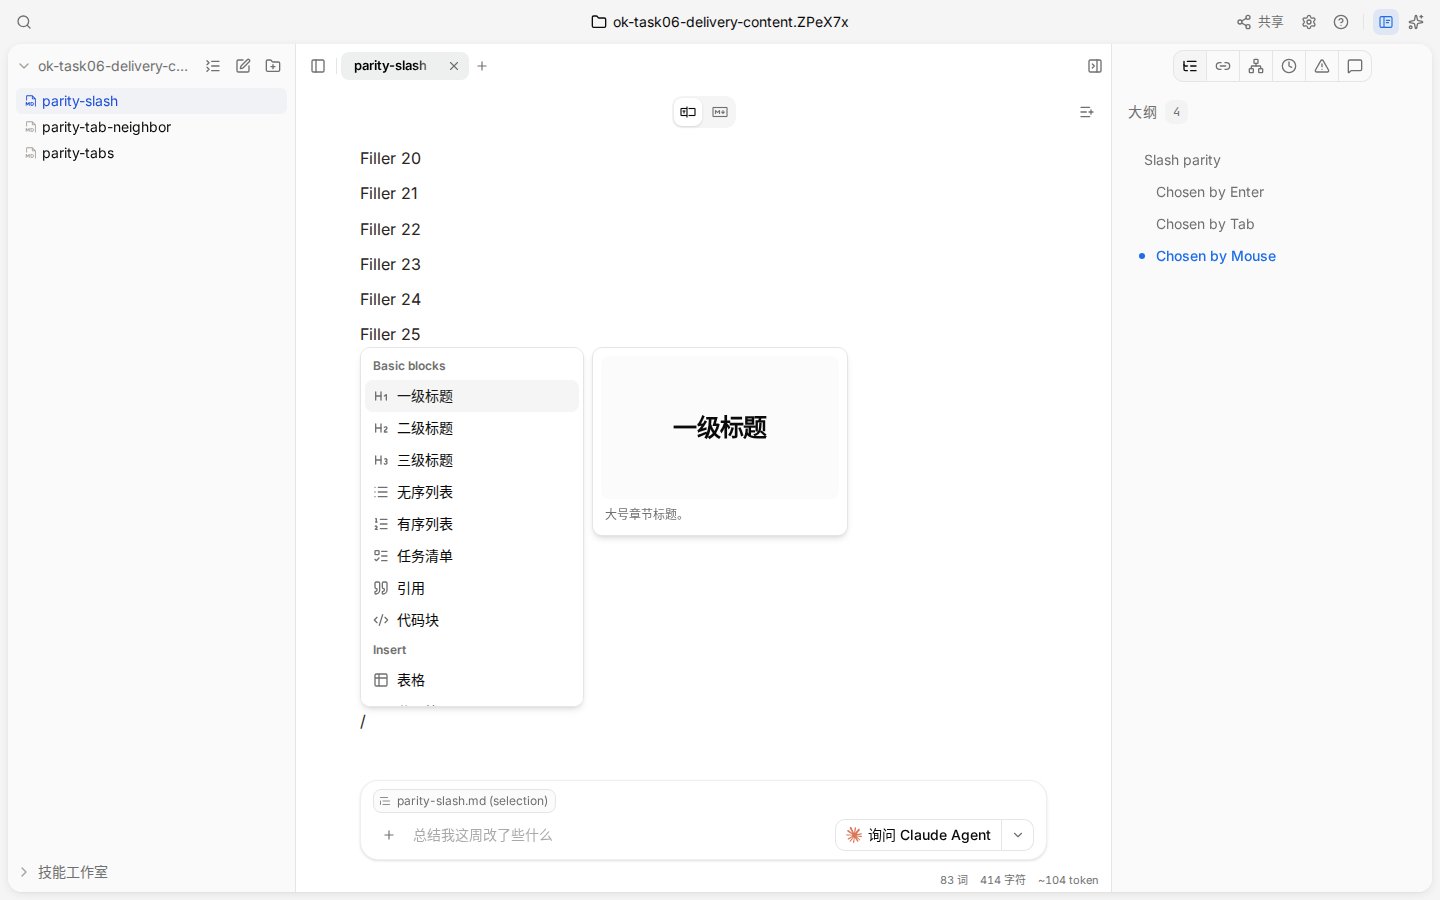 ok-task06-delivery-content.ZPeX7x
共享
ok-task06-delivery-c...
parity-slash
parity-tab-neighbor
parity-tabs
技能工作室
parity-slash
Filler 20
Filler 21
Filler 22
Filler 23
Filler 24
Filler 25
Basic blocks
H1 一级标题
H2 二级标题
H3 三级标题
无序列表
有序列表
任务清单
引用
代码块
Insert
表格
一级标题
大号章节标题。
/
parity-slash.md (selection)
总结我这周改了些什么
询问 Claude Agent
83 词 414 字符 ~104 token
大纲 4
Slash parity
Chosen by Enter
Chosen by Tab
Chosen by Mouse